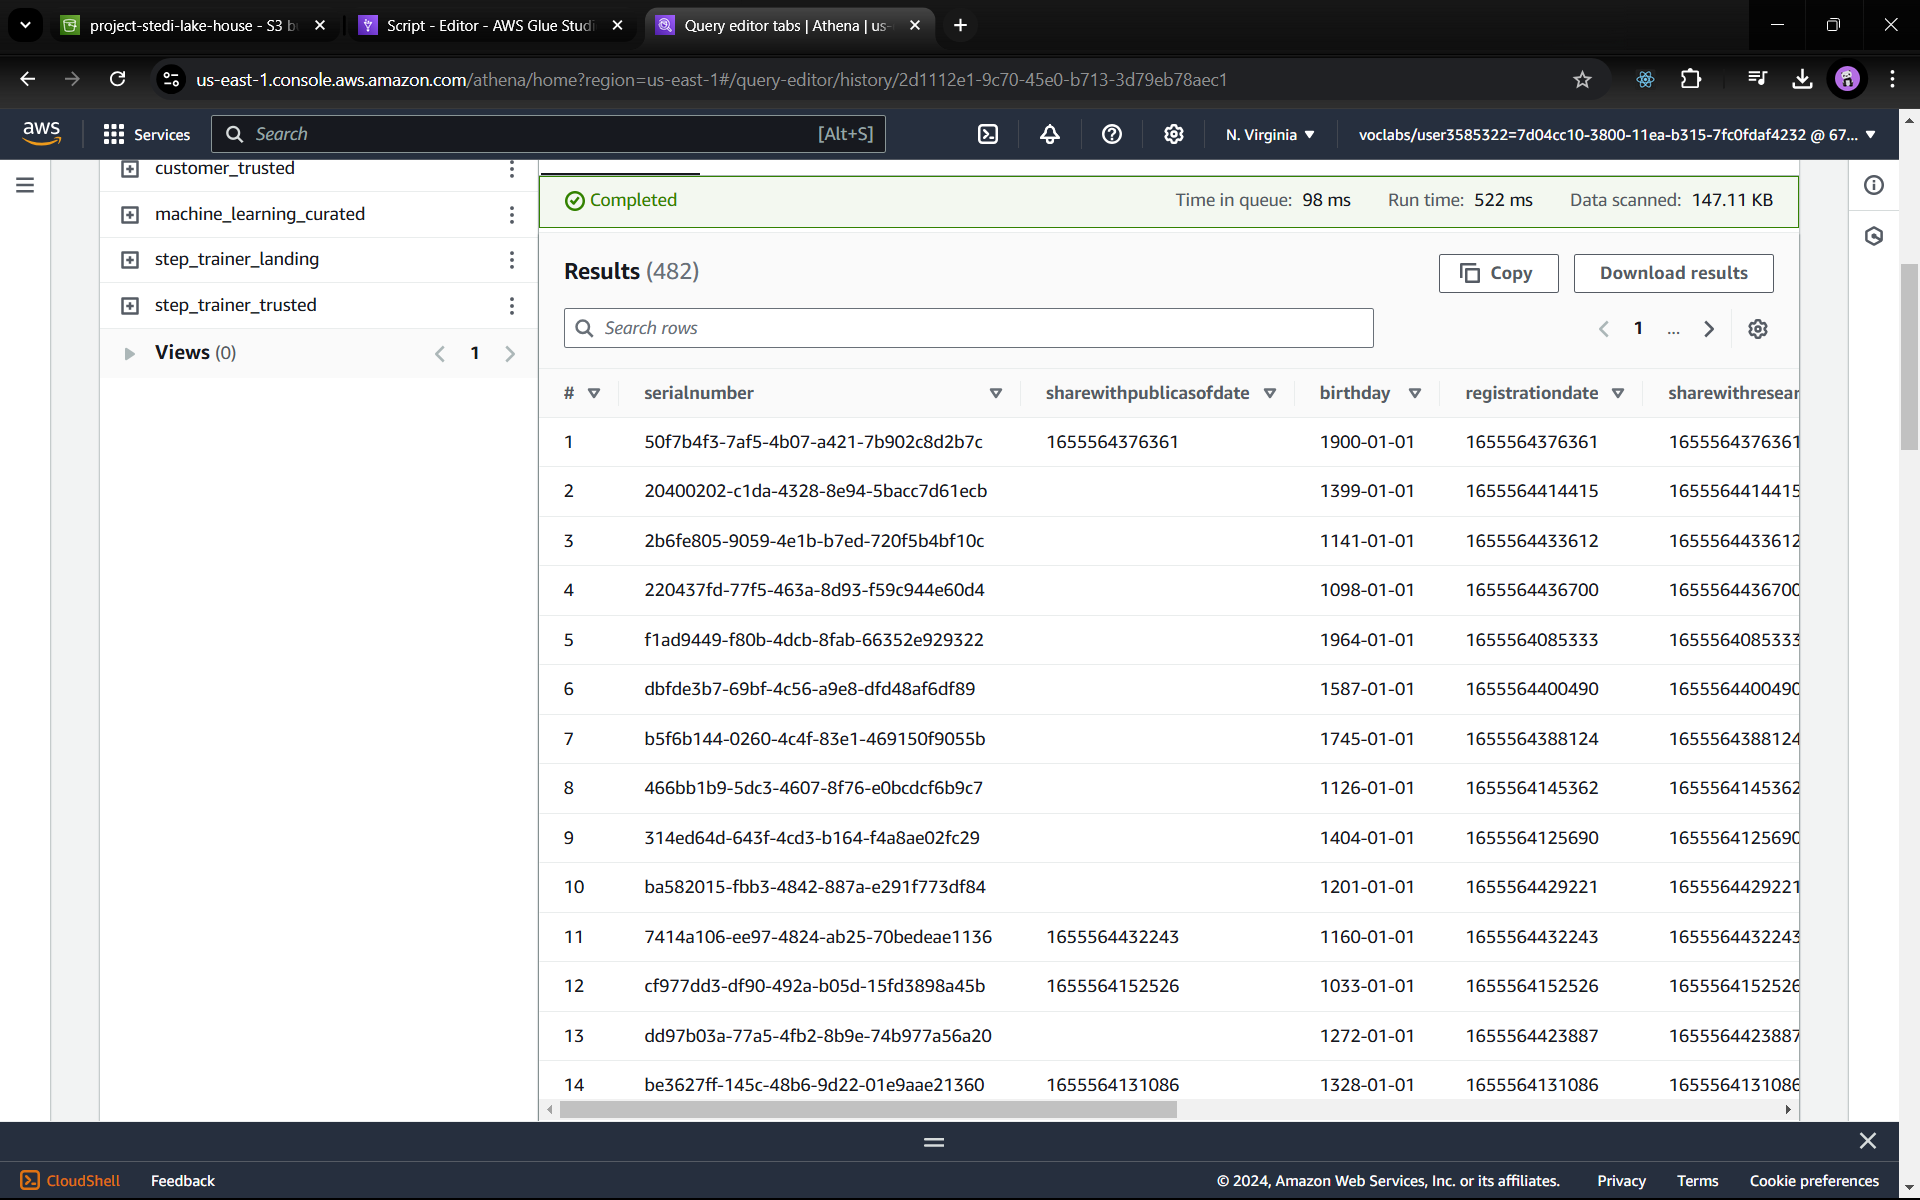 project-stedi-lake-house - S3 b
Script - Editor - AWS Glue Studi
Query editor tabs | Athena | us-
us-east-1.console.aws.amazon.com/athena/home?region=us-east-1#/query-editor/history/2d1112e1-9c70-45e0-b713-3d79eb78aec1
aws
Services
Search
[Alt+S]
N. Virginia
voclabs/user3585322=7d04cc10-3800-11ea-b315-7fc0fdaf4232 @ 67...
customer_trusted
machine_learning_curated
step_trainer_landing
step_trainer_trusted
Views (0)
1
Completed
Time in queue: 98 ms
Run time: 522 ms
Data scanned: 147.11 KB
Results (482)
Copy
Download results
Search rows
1 ...
# serialnumber sharewithpublicasofdate birthday registrationdate sharewithresear
1 50f7b4f3-7af5-4b07-a421-7b902c8d2b7c 1655564376361 1900-01-01 1655564376361 1655564376361
2 20400202-c1da-4328-8e94-5bacc7d61ecb 1399-01-01 1655564414415 1655564414415
3 2b6fe805-9059-4e1b-b7ed-720f5b4bf10c 1141-01-01 1655564433612 1655564433612
4 220437fd-77f5-463a-8d93-f59c944e60d4 1098-01-01 1655564436700 1655564436700
5 f1ad9449-f80b-4dcb-8fab-66352e929322 1964-01-01 1655564085333 1655564085333
6 dbfde3b7-69bf-4c56-a9e8-dfd48af6df89 1587-01-01 1655564400490 1655564400490
7 b5f6b144-0260-4c4f-83e1-469150f9055b 1745-01-01 1655564388124 1655564388124
8 466bb1b9-5dc3-4607-8f76-e0bcdcf6b9c7 1126-01-01 1655564145362 1655564145362
9 314ed64d-643f-4cd3-b164-f4a8ae02fc29 1404-01-01 1655564125690 1655564125690
10 ba582015-fbb3-4842-887a-e291f773df84 1201-01-01 1655564429221 1655564429221
11 7414a106-ee97-4824-ab25-70bedeae1136 1655564432243 1160-01-01 1655564432243 1655564432243
12 cf977dd3-df90-492a-b05d-15fd3898a45b 1655564152526 1033-01-01 1655564152526 1655564152526
13 dd97b03a-77a5-4fb2-8b9e-74b977a56a20 1272-01-01 1655564423887 1655564423887
14 be3627ff-145c-48b6-9d22-01e9aae21360 1655564131086 1328-01-01 1655564131086 1655564131086
CloudShell
Feedback
© 2024, Amazon Web Services, Inc. or its affiliates.
Privacy
Terms
Cookie preferences